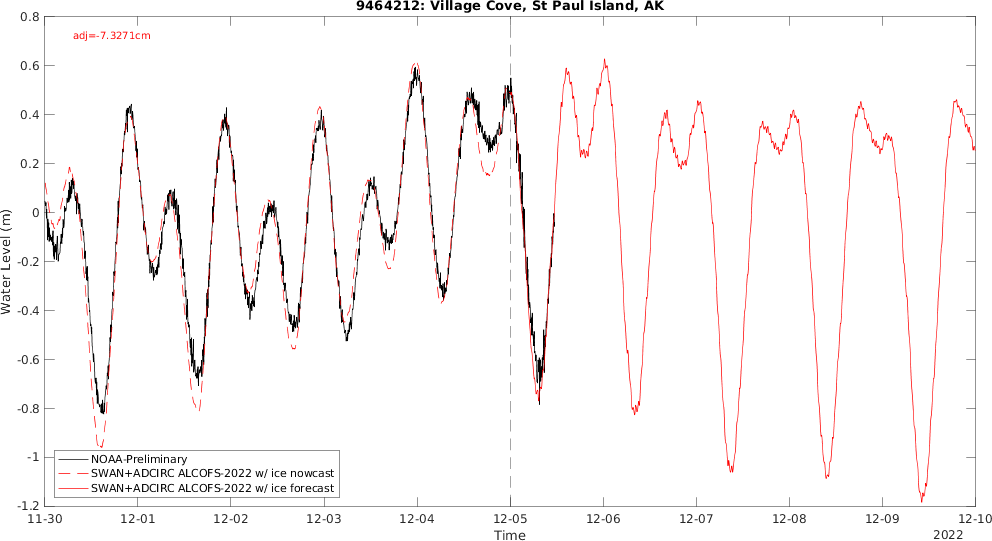 9464212: Village Cove, St Paul Island, AK
adj=-7.3271cm
Water Level (m)
0.8
0.6
0.4
0.2
0
-0.2
-0.4
-0.6
-0.8
-1
-1.2
NOAA-Preliminary
SWAN+ADCIRC ALCOFS-2022 w/ ice nowcast
SWAN+ADCIRC ALCOFS-2022 w/ ice forecast
11-30 12-01 12-02 12-03 12-04 12-05 12-06 12-07 12-08 12-09 12-10
Time
2022